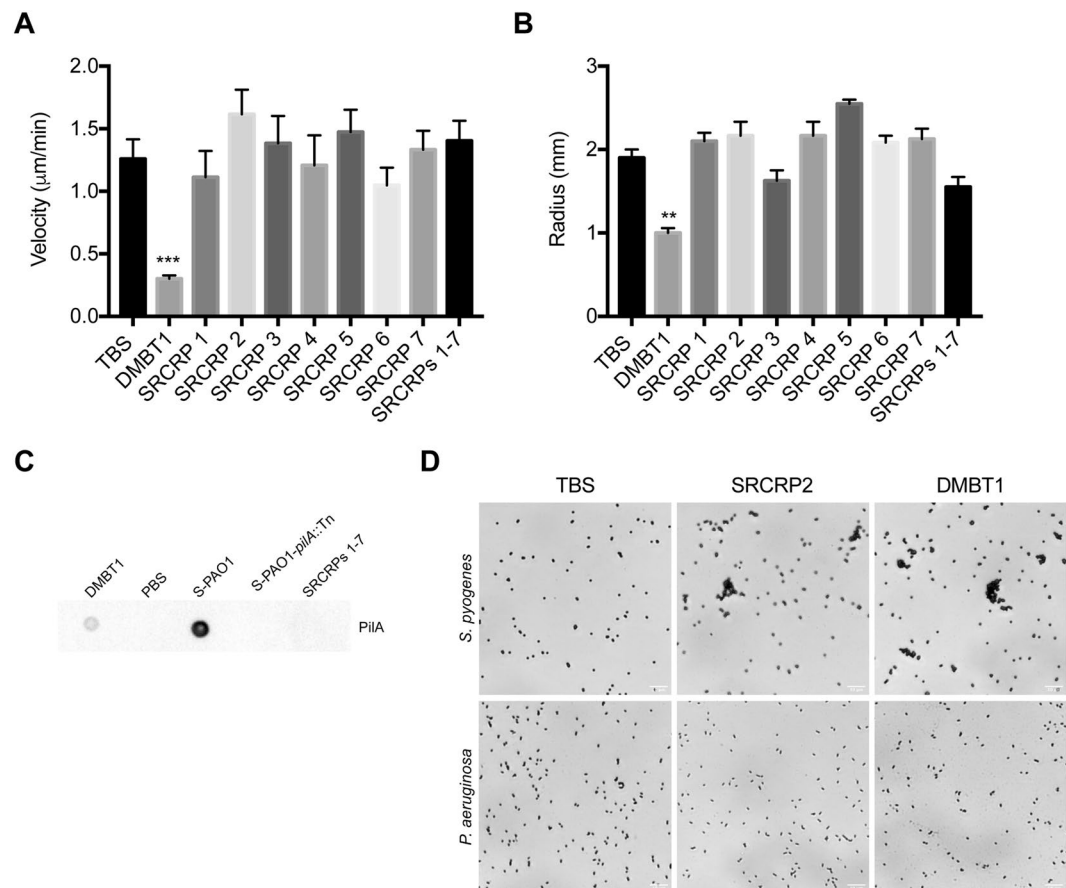 A
Velocity (μm/min)
2.0
1.5
1.0
0.5
0.0
***
TBS
DMBT1
SRCRP 1
SRCRP 2
SRCRP 3
SRCRP 4
SRCRP 5
SRCRP 6
SRCRP 7
SRCRPs 1-7
B
Radius (mm)
3
2
1
0
**
TBS
DMBT1
SRCRP 1
SRCRP 2
SRCRP 3
SRCRP 4
SRCRP 5
SRCRP 6
SRCRP 7
SRCRPs 1-7
C
DMBT1
PBS
S-PAO1
S-PAO1-pilA::Tn
SRCRPs 1-7
PilA
D
TBS
SRCRP2
DMBT1
S. pyogenes
P. aeruginosa